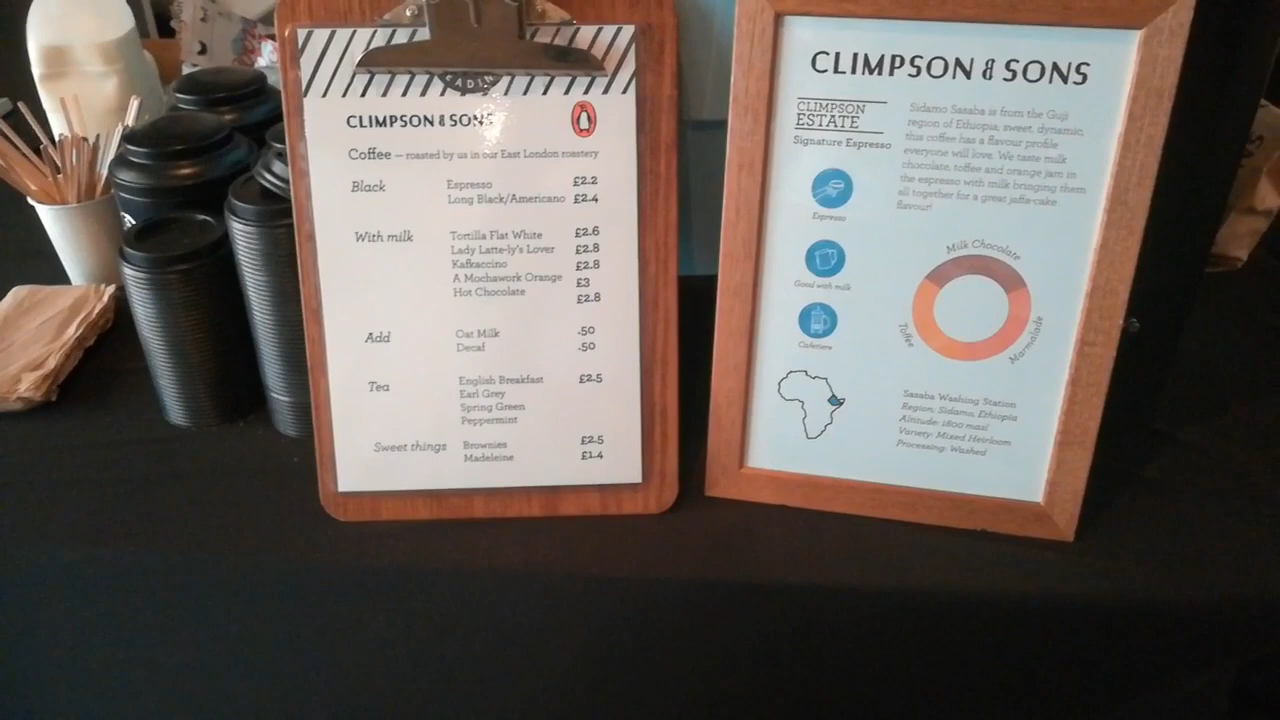 CLIMPSON & SONS
Coffee — roasted by us in our East London roastery
Black
Espresso £2.2
Long Black/Americano £2.4
With milk
Tortilla Flat White £2.6
Lady Latte-ly's Lover £2.8
Kafkaccino £2.8
A Mochawork Orange £3
Hot Chocolate £2.8
Add
Oat Milk .50
Decaf .50
Tea
English Breakfast £2.5
Earl Grey
Spring Green
Peppermint
Sweet things
Brownies £2.5
Madeleine £1.4
CLIMPSON & SONS
CLIMPSON
ESTATE
Signature Espresso
Espresso
Good with milk
Cafetiere
Sidamo Sasaba is from the Guji
region of Ethiopia; sweet, dynamic,
this coffee has a flavour profile
everyone will love. We taste milk
chocolate, toffee and orange jam in
the espresso with milk bringing them
all together for a great jaffa-cake
flavour!
Milk Chocolate
Toffee
Marmalade
Sasaba Washing Station
Region: Sidamo, Ethiopia
Altitude: 1800 masl
Variety: Mixed Heirloom
Processing: Washed